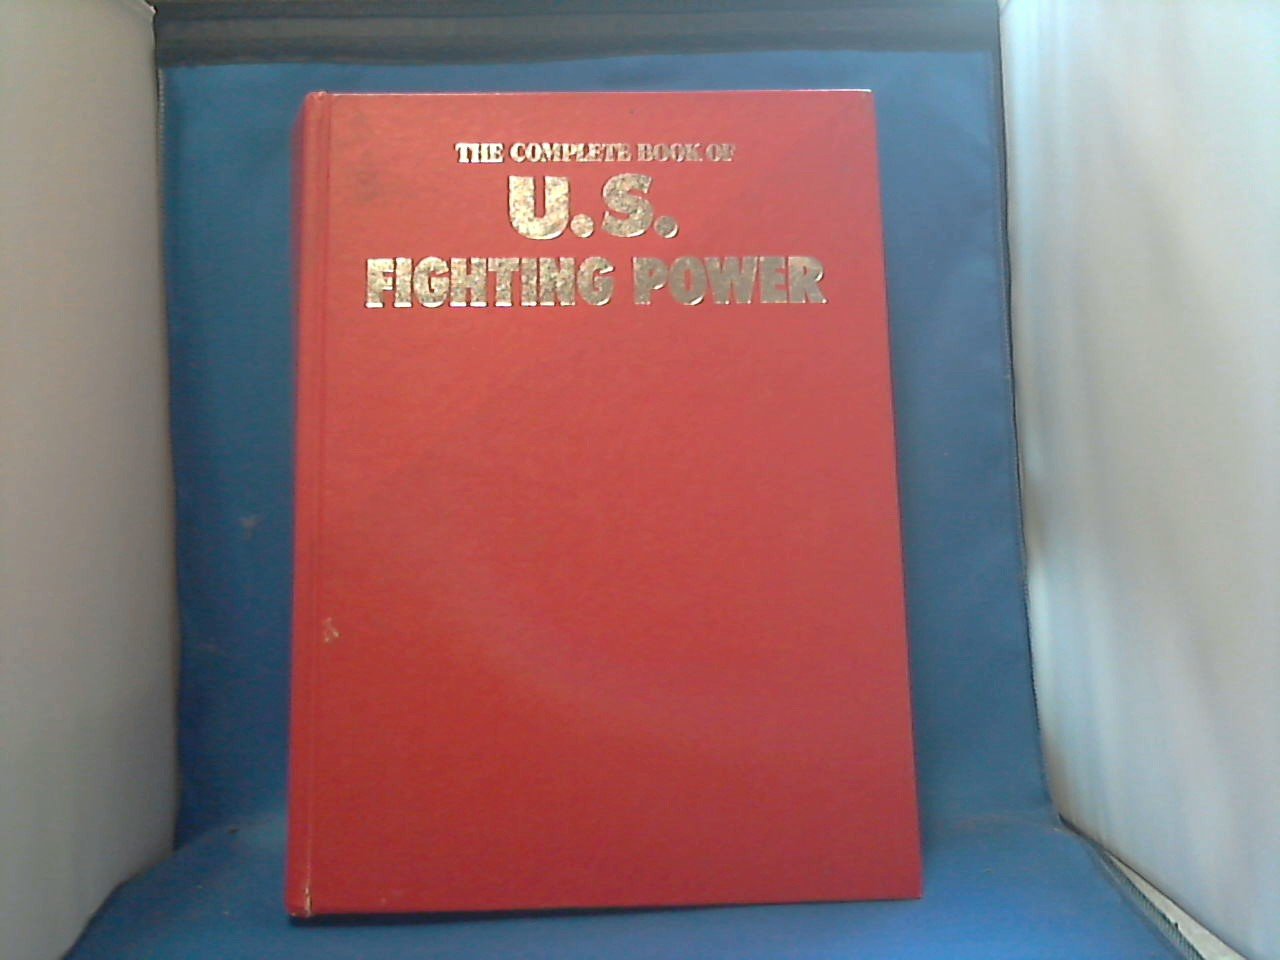 THE COMPLETE BOOK OF
U.S.
FIGHTING POWER